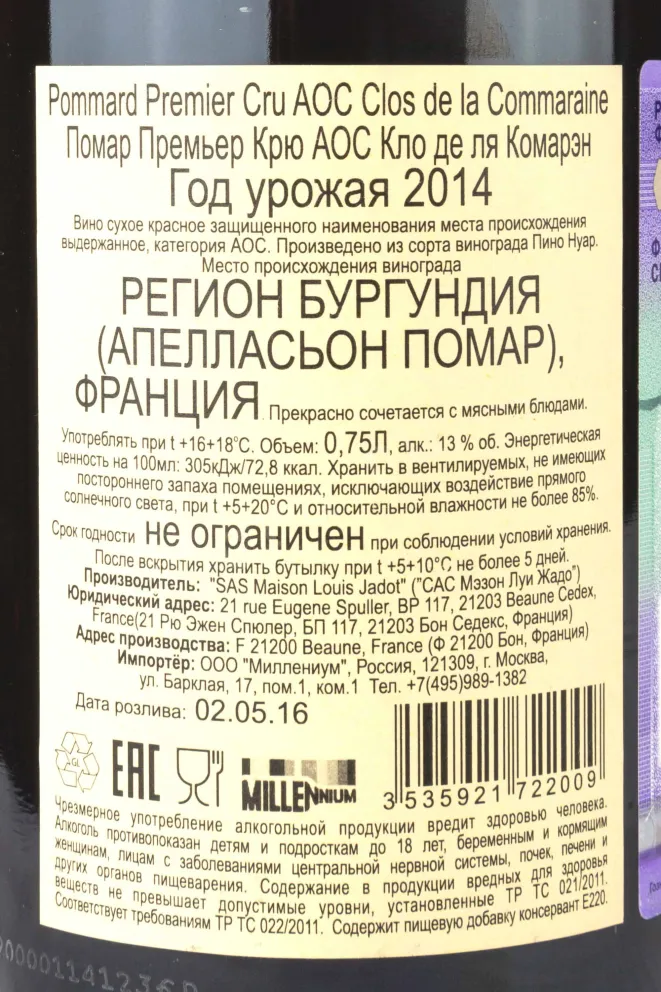 Pommard Premier Cru AOC Clos de la Commaraine
Помар Премьер Крю АОС Кло де ля Комарэн
Год урожая 2014
Вино сухое красное защищенного наименования места происхождения
выдержанное, категория АОС. Произведено из сорта винограда Пино Нуар.
Место происхождения винограда
РЕГИОН БУРГУНДИЯ
(АПЕЛЛАСЬОН ПОМАР),
ФРАНЦИЯ. Прекрасно сочетается с мясными блюдами.
Употреблять при t +16+18°С. Объем: 0,75Л, алк.: 13 % об. Энергетическая
ценность на 100мл: 305кДж/72,8 ккал. Хранить в вентилируемых, не имеющих
постороннего запаха помещениях, исключающих воздействие прямого
солнечного света, при t +5+20°С и относительной влажности не более 85%.
Срок годности не ограничен при соблюдении условий хранения.
После вскрытия хранить бутылку при t +5+10°С не более 5 дней.
Производитель: "SAS Maison Louis Jadot" ("САС Мэзон Луи Жадо")
Юридический адрес: 21 rue Eugene Spuller, BP 117, 21203 Beaune Cedex,
France(21 Рю Эжен Спюлер, БП 117, 21203 Бон Седекс, Франция)
Адрес производства: F 21200 Beaune, France (Ф 21200 Бон, Франция)
Импортёр: ООО "Миллениум", Россия, 121309, г. Москва,
ул. Барклая, 17, пом.1, ком.1 Тел. +7(495)989-1382
Дата розлива: 02.05.16
GL
EAC
MILLENNIUM
3 535921 722009
Чрезмерное употребление алкогольной продукции вредит здоровью человека.
Алкоголь противопоказан детям и подросткам до 18 лет, беременным и кормящим
женщинам, лицам с заболеваниями центральной нервной системы, почек, печени и
других органов пищеварения. Содержание в продукции вредных для здоровья
веществ не превышает допустимые уровни, установленные ТР ТС 021/2011.
Соответствует требованиям ТР ТС 022/2011. Содержит пищевую добавку консервант Е220.